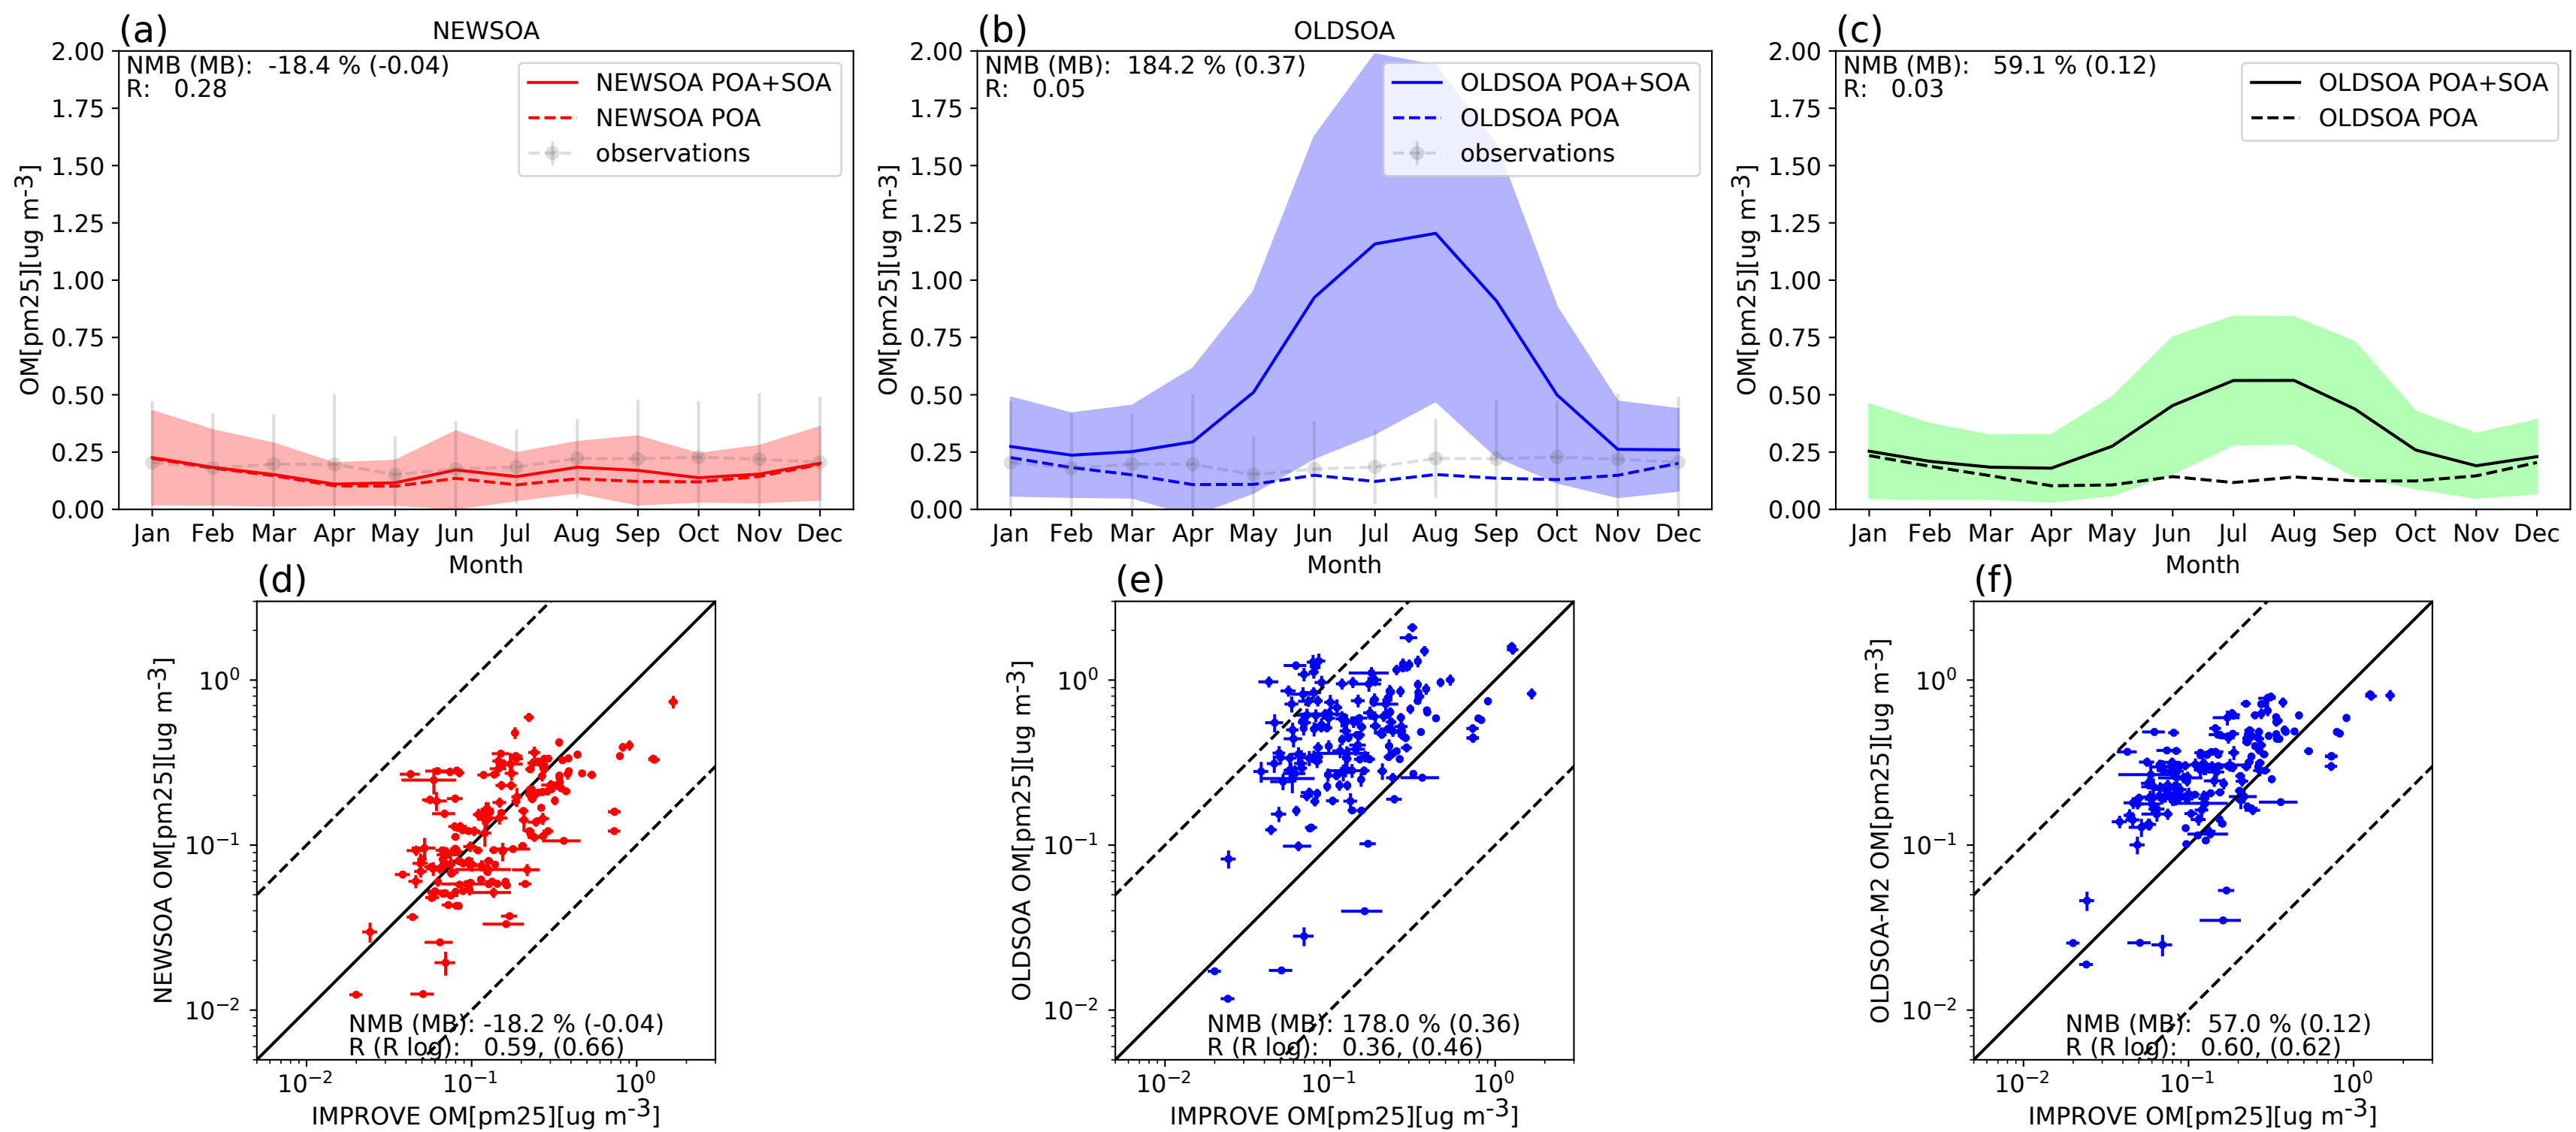 (a)
NEWSOA
NMB (MB): -18.4 % (-0.04)
R: 0.28
NEWSOA POA+SOA
NEWSOA POA
observations
OM[pm25][ug m-3]
2.00
1.75
1.50
1.25
1.00
0.75
0.50
0.25
0.00
Jan Feb Mar Apr May Jun Jul Aug Sep Oct Nov Dec
Month
(b)
OLDSOA
NMB (MB): 184.2 % (0.37)
R: 0.05
OLDSOA POA+SOA
OLDSOA POA
observations
OM[pm25][ug m-3]
2.00
1.75
1.50
1.25
1.00
0.75
0.50
0.25
0.00
Jan Feb Mar Apr May Jun Jul Aug Sep Oct Nov Dec
Month
(c)
NMB (MB): 59.1 % (0.12)
R: 0.03
OLDSOA POA+SOA
OLDSOA POA
OM[pm25][ug m-3]
2.00
1.75
1.50
1.25
1.00
0.75
0.50
0.25
0.00
Jan Feb Mar Apr May Jun Jul Aug Sep Oct Nov Dec
Month
(d)
NEWSOA OM[pm25][ug m-3]
10⁰
10⁻¹
10⁻²
NMB (MB): -18.2 % (-0.04)
R (R log): 0.59, (0.66)
10⁻² 10⁻¹ 10⁰
IMPROVE OM[pm25][ug m-3]
(e)
OLDSOA OM[pm25][ug m-3]
10⁰
10⁻¹
10⁻²
NMB (MB): 178.0 % (0.36)
R (R log): 0.36, (0.46)
10⁻² 10⁻¹ 10⁰
IMPROVE OM[pm25][ug m-3]
(f)
OLDSOA-M2 OM[pm25][ug m-3]
10⁰
10⁻¹
10⁻²
NMB (MB): 57.0 % (0.12)
R (R log): 0.60, (0.62)
10⁻² 10⁻¹ 10�0
IMPROVE OM[pm25][ug m-3]